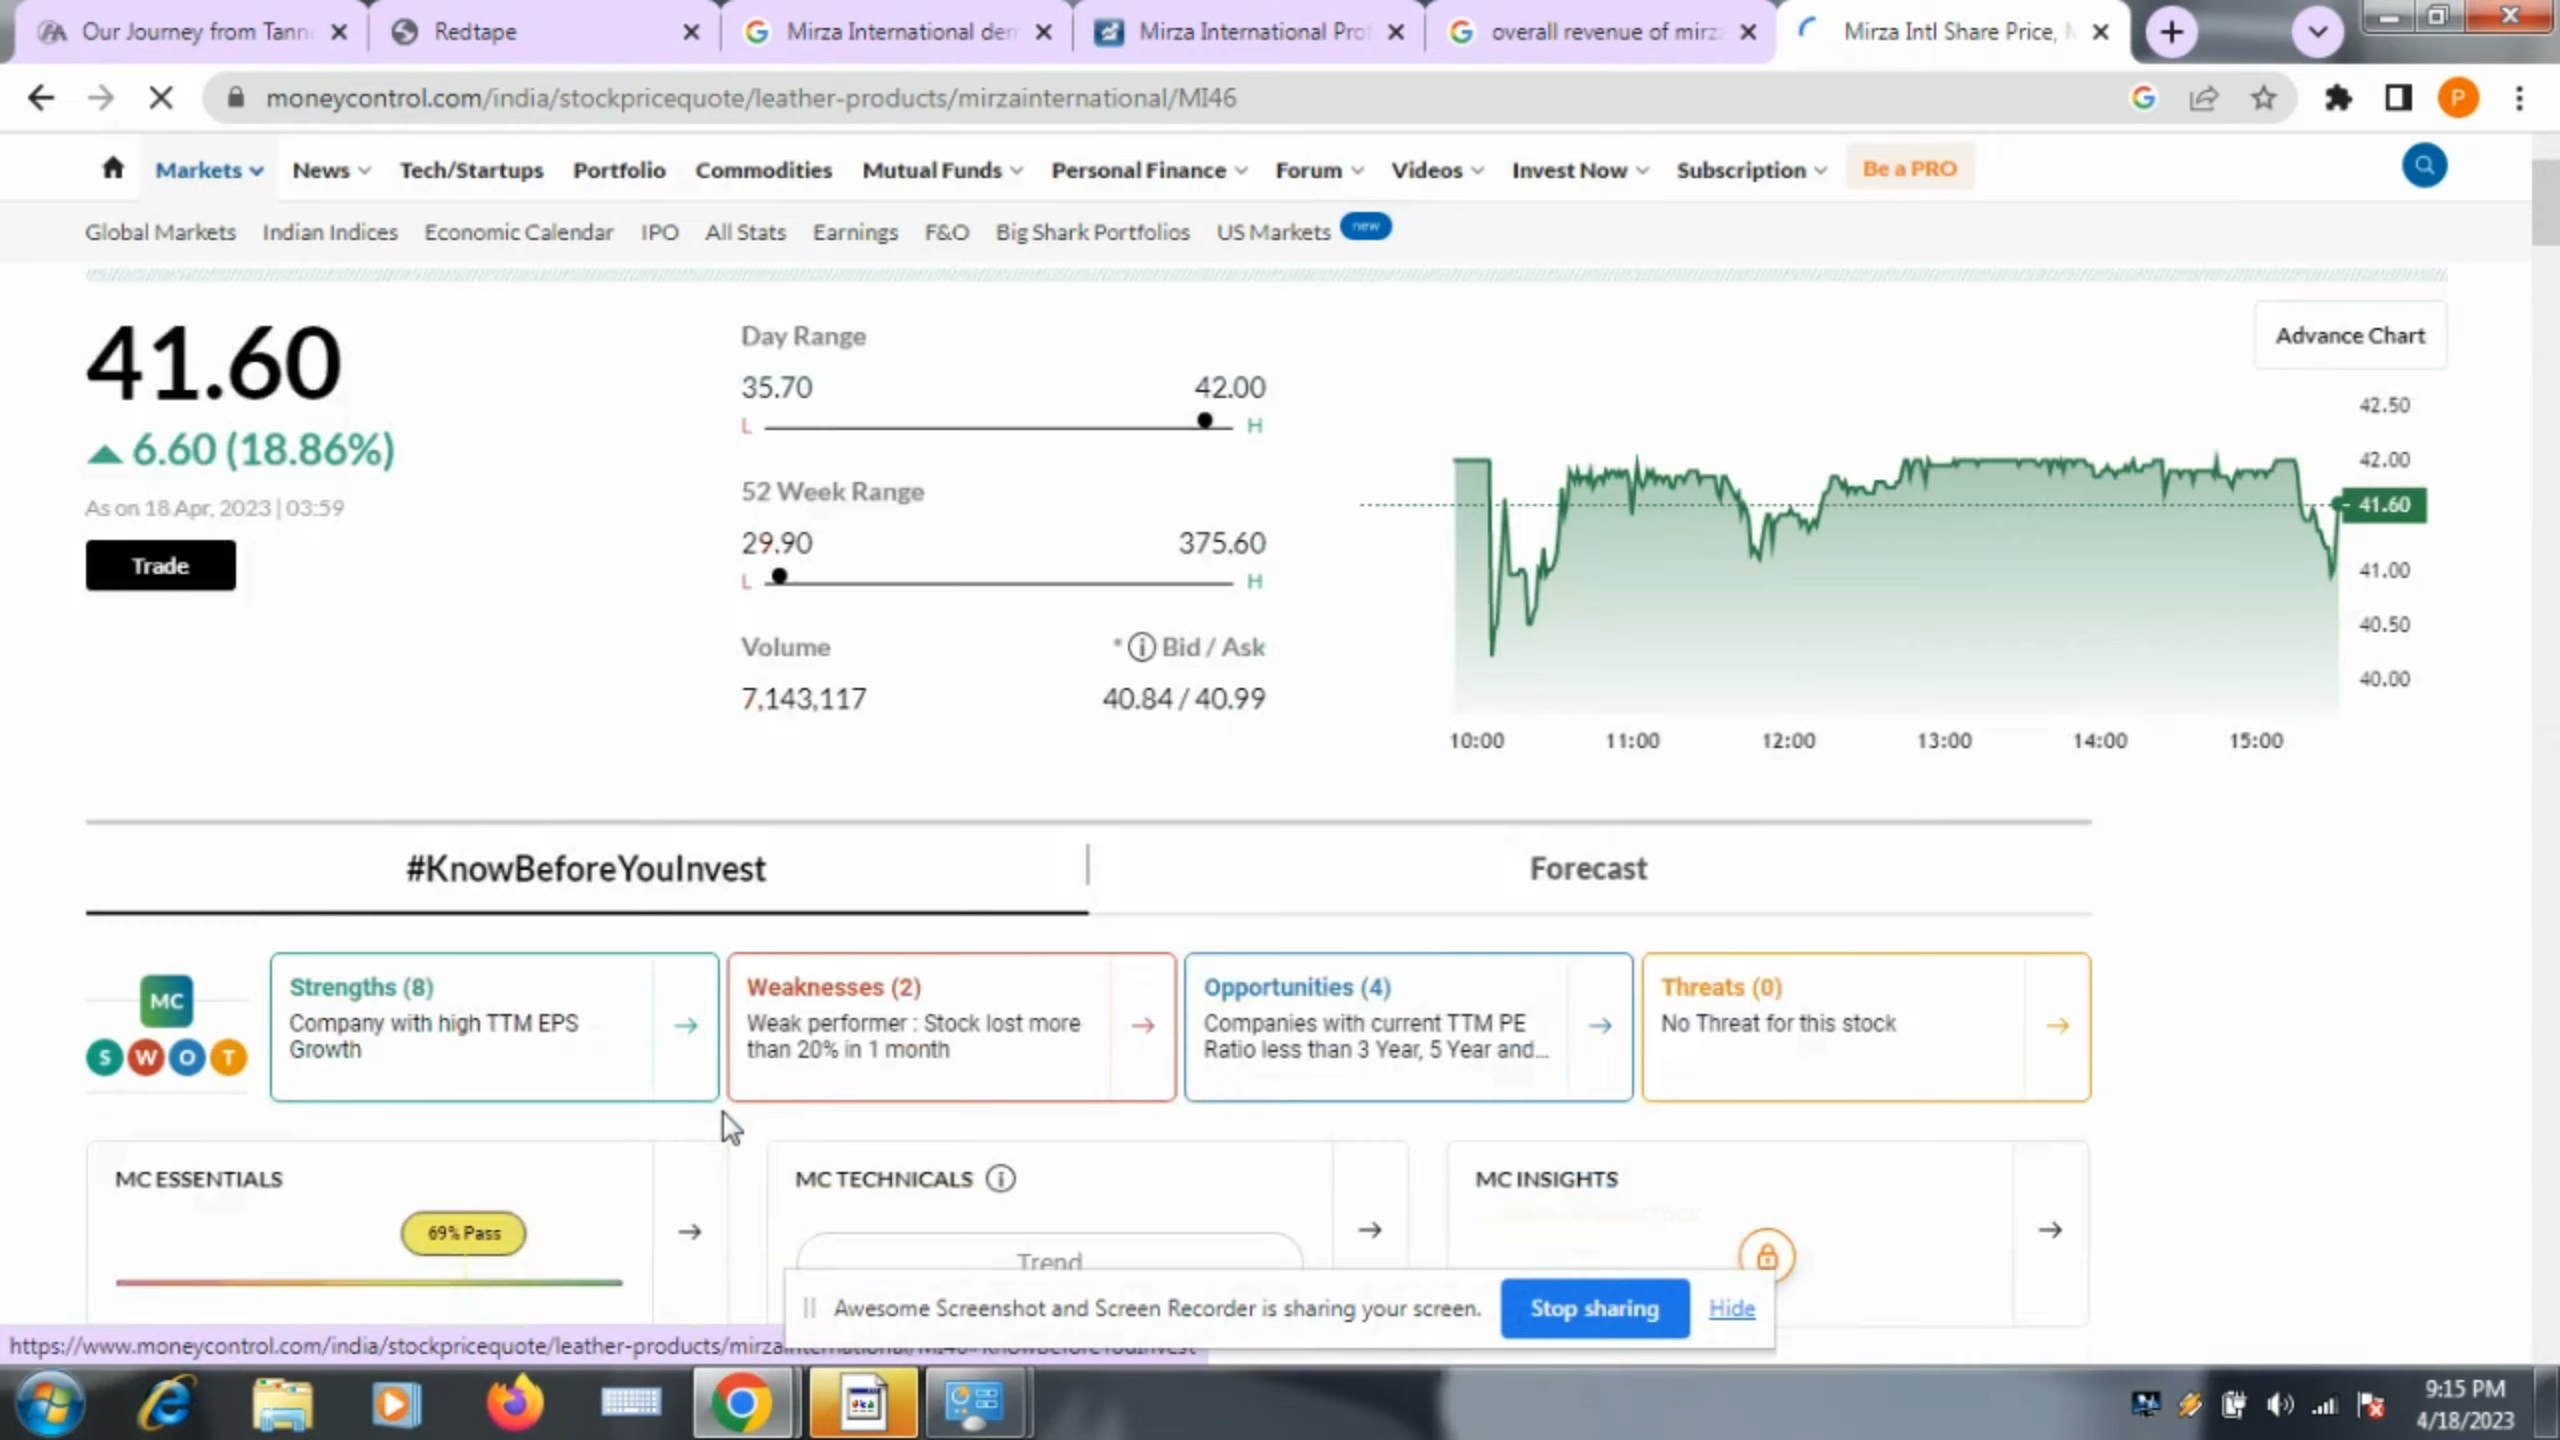 Our Journey from Tann
Redtape
Mirza International den
Mirza International Prof
overall revenue of mirza
Mirza Intl Share Price, M
moneycontrol.com/india/stockpricequote/leather-products/mirzainternational/MI46
P
Markets
News
Tech/Startups
Portfolio
Commodities
Mutual Funds
Personal Finance
Forum
Videos
Invest Now
Subscription
Be a PRO
Global Markets
Indian Indices
Economic Calendar
IPO
All Stats
Earnings
F&O
Big Shark Portfolios
US Markets
new
41.60
6.60 (18.86%)
As on 18 Apr, 2023 | 03:59
Trade
Day Range
35.70 42.00
L H
52 Week Range
29.90 375.60
L H
Volume * i Bid / Ask
7,143,117 40.84 / 40.99
Advance Chart
42.50
42.00
41.60
41.00
40.50
40.00
10:00 11:00 12:00 13:00 14:00 15:00
#KnowBeforeYouInvest
Forecast
MC
S W O T
Strengths (8)
Company with high TTM EPS
Growth
Weaknesses (2)
Weak performer : Stock lost more
than 20% in 1 month
Opportunities (4)
Companies with current TTM PE
Ratio less than 3 Year, 5 Year and...
Threats (0)
No Threat for this stock
MC ESSENTIALS
69% Pass
MC TECHNICALS i
Trend
MC INSIGHTS
Awesome Screenshot and Screen Recorder is sharing your screen.
Stop sharing
Hide
https://www.moneycontrol.com/india/stockpricequote/leather-products/mirza
9:15 PM
4/18/2023